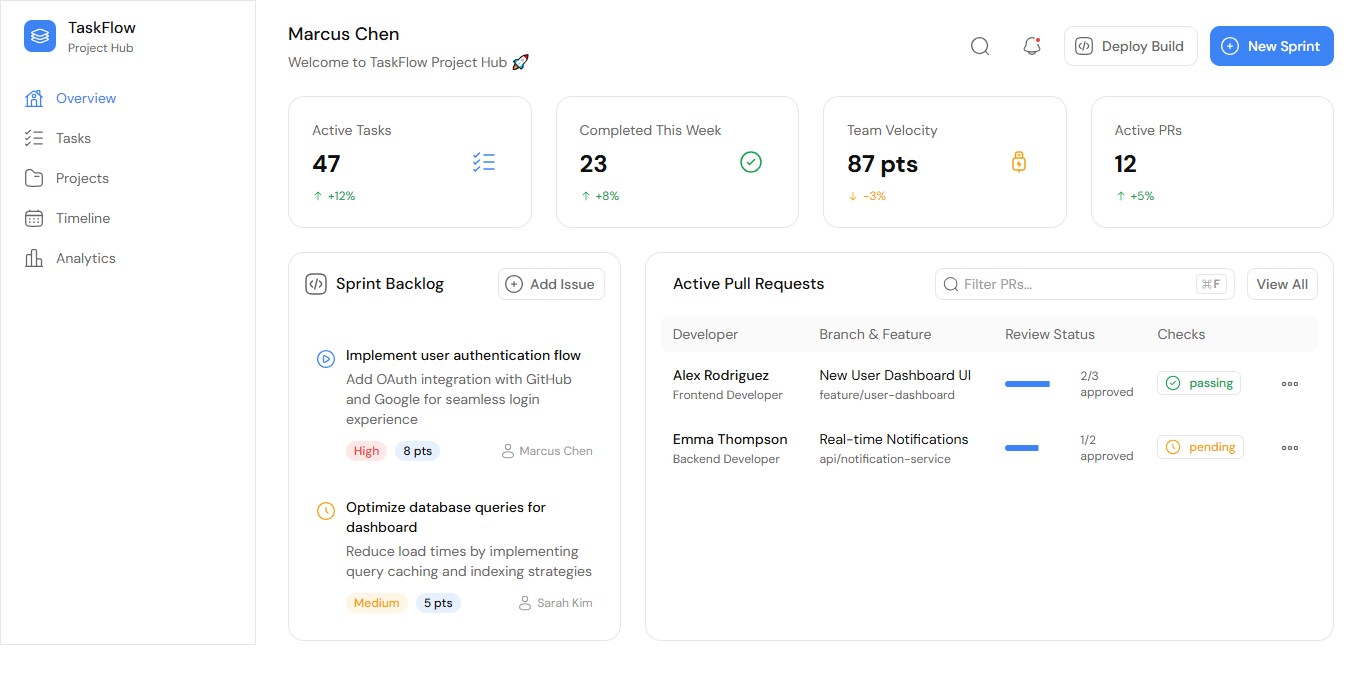 TaskFlow
Project Hub
Overview
Tasks
Projects
Timeline
Analytics
Marcus Chen
Welcome to TaskFlow Project Hub 🚀
Deploy Build
New Sprint
Active Tasks
47
↑ +12%
Completed This Week
23
↑ +8%
Team Velocity
87 pts
↓ -3%
Active PRs
12
↑ +5%
Sprint Backlog
Add Issue
Implement user authentication flow
Add OAuth integration with GitHub
and Google for seamless login
experience
High
8 pts
Marcus Chen
Optimize database queries for
dashboard
Reduce load times by implementing
query caching and indexing strategies
Medium
5 pts
Sarah Kim
Active Pull Requests
Filter PRs...
⌘F
View All
Developer
Branch & Feature
Review Status
Checks
Alex Rodriguez
Frontend Developer
New User Dashboard UI
feature/user-dashboard
2/3
approved
passing
Emma Thompson
Backend Developer
Real-time Notifications
api/notification-service
1/2
approved
pending